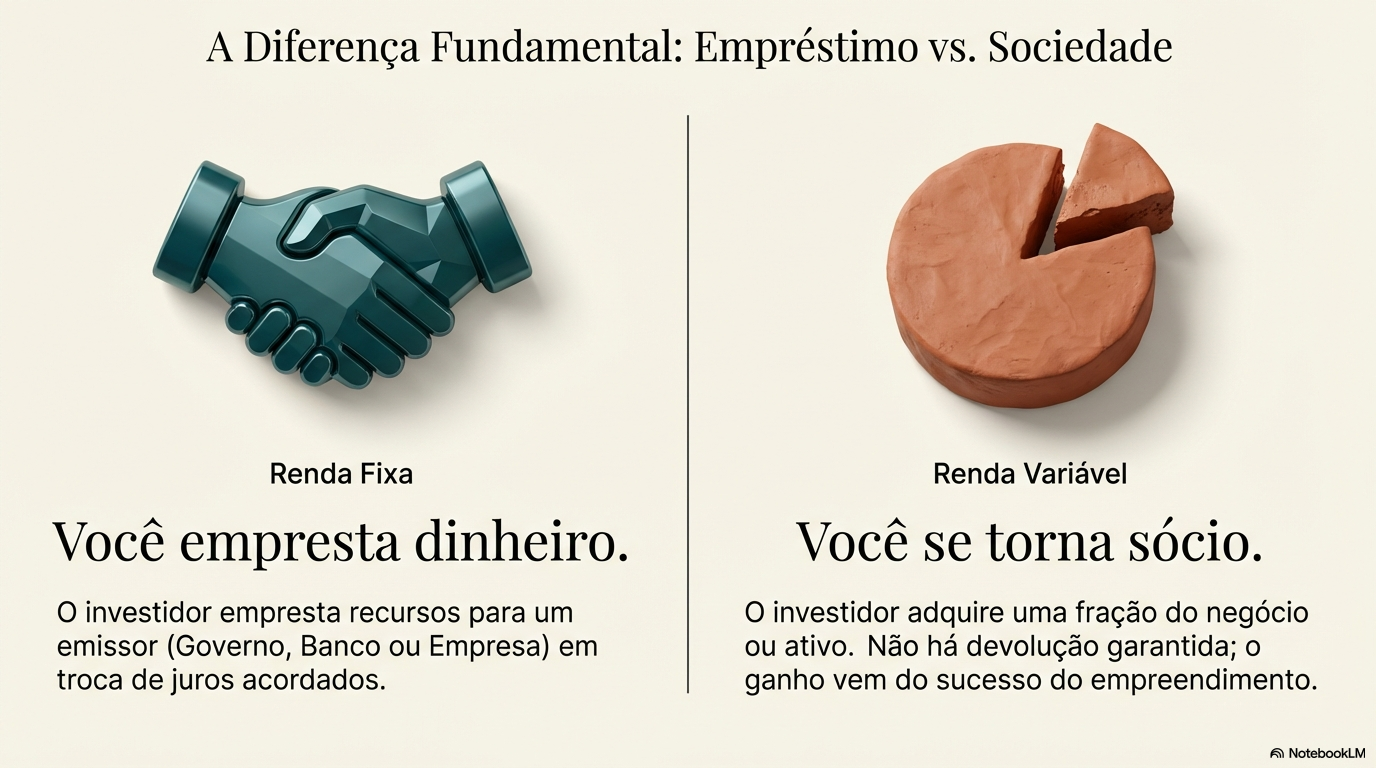 A Diferença Fundamental: Empréstimo vs. Sociedade
Renda Fixa
Você empresta dinheiro.
O investidor empresta recursos para um
emissor (Governo, Banco ou Empresa) em
troca de juros acordados.
Renda Variável
Você se torna sócio.
O investidor adquire uma fração do negócio
ou ativo. Não há devolução garantida; o
ganho vem do sucesso do empreendimento.
NotebookLM